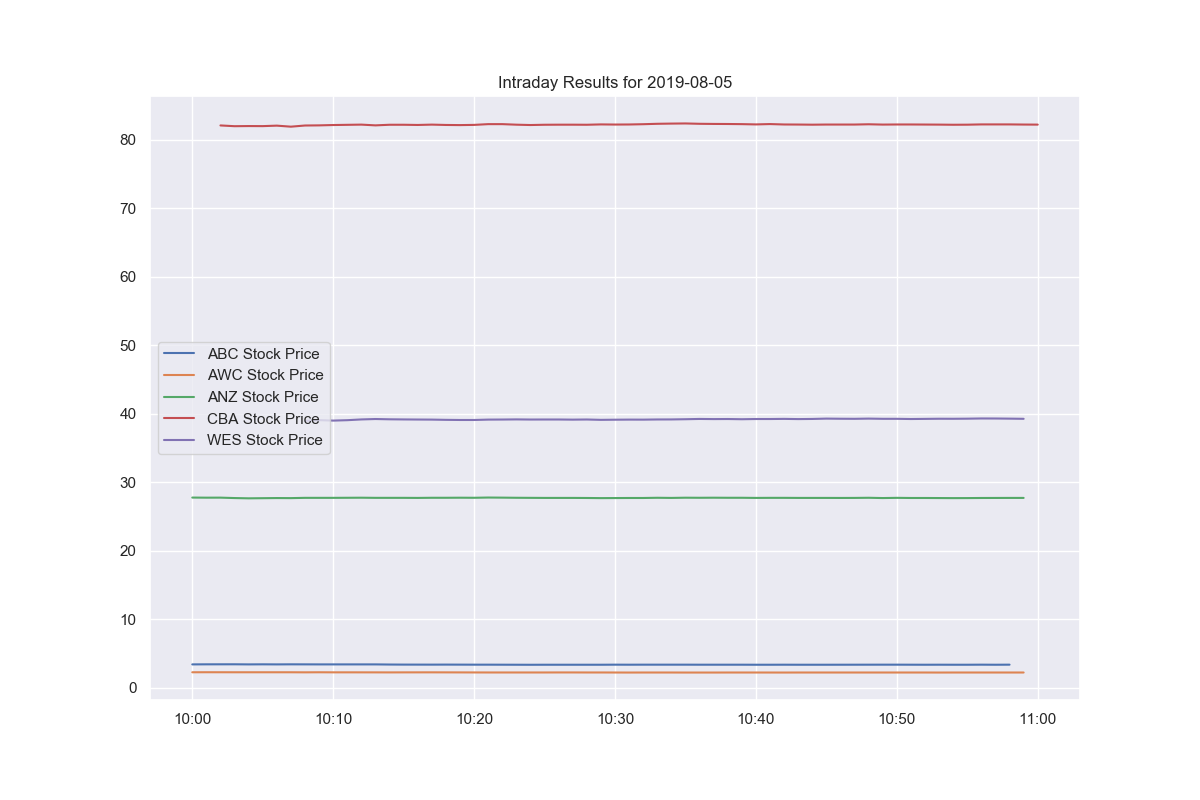 Intraday Results for 2019-08-05
80
70
60
50
40
30
20
10
0
ABC Stock Price
AWC Stock Price
ANZ Stock Price
CBA Stock Price
WES Stock Price
10:00 10:10 10:20 10:30 10:40 10:50 11:00